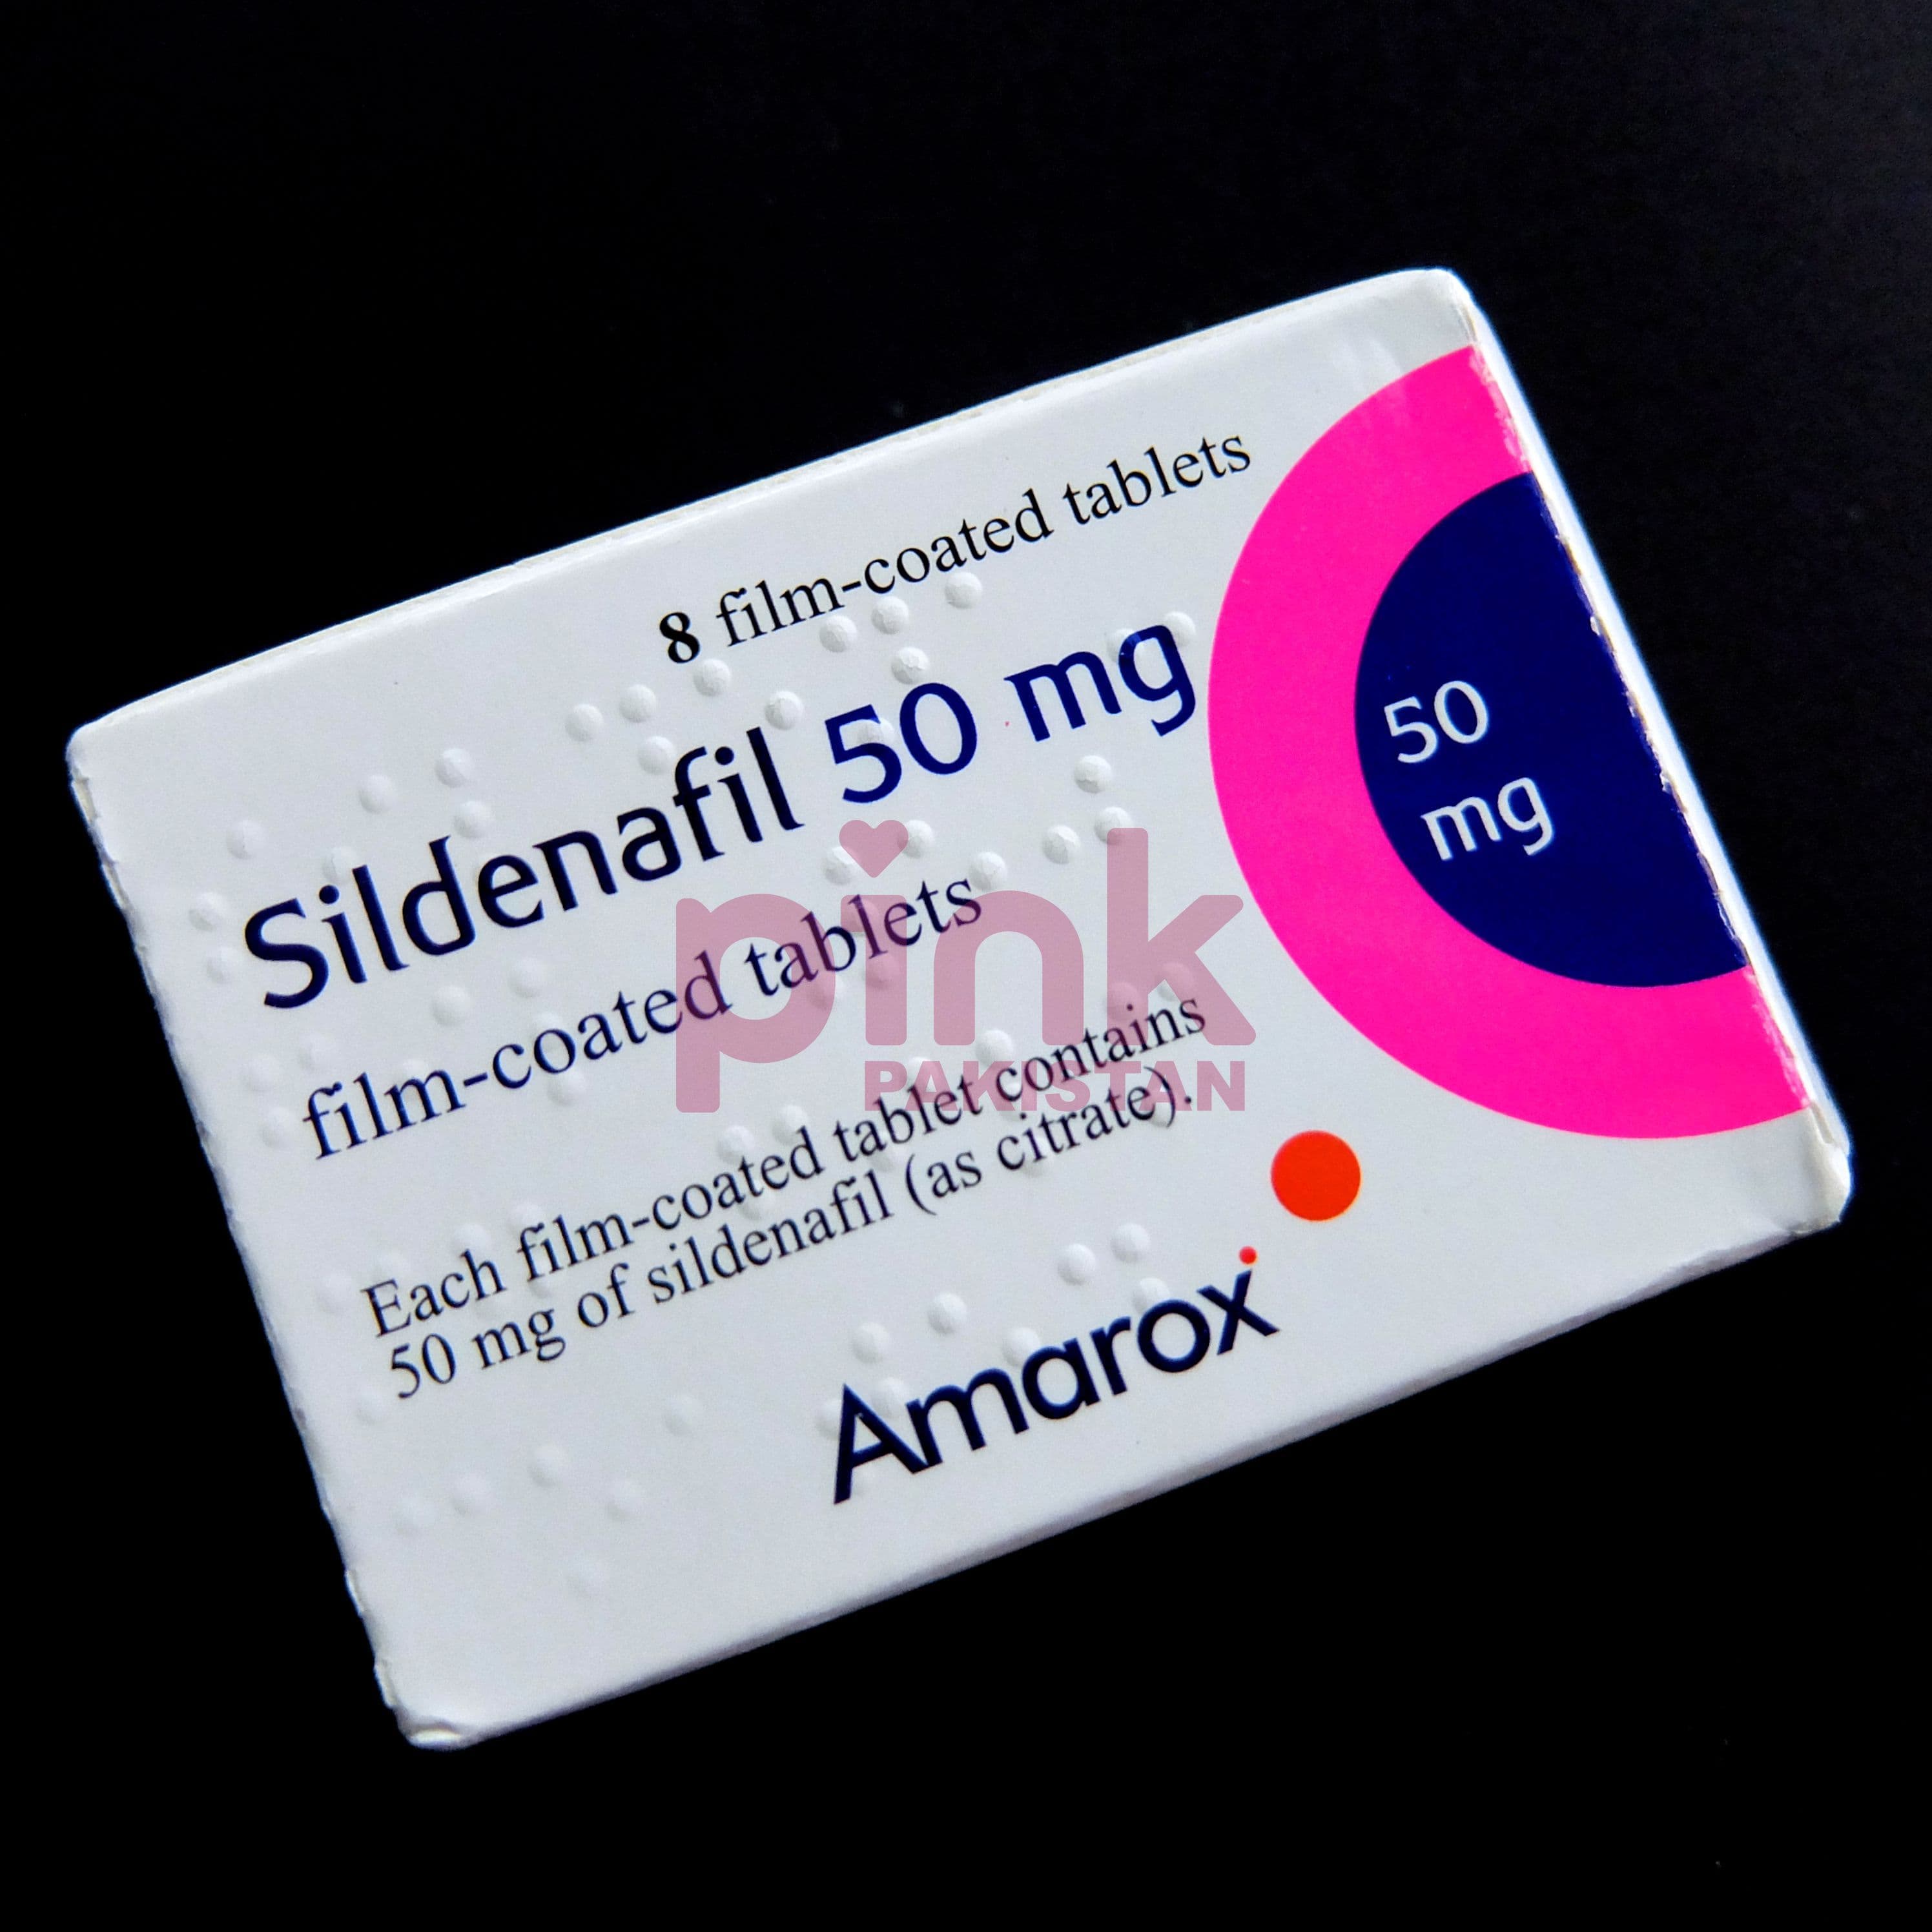 8 film-coated tablets
Sildenafil 50 mg
film-coated tablets
Each film-coated tablet contains
50 mg of sildenafil (as citrate).
Amarox
50
mg
pink
PAKISTAN